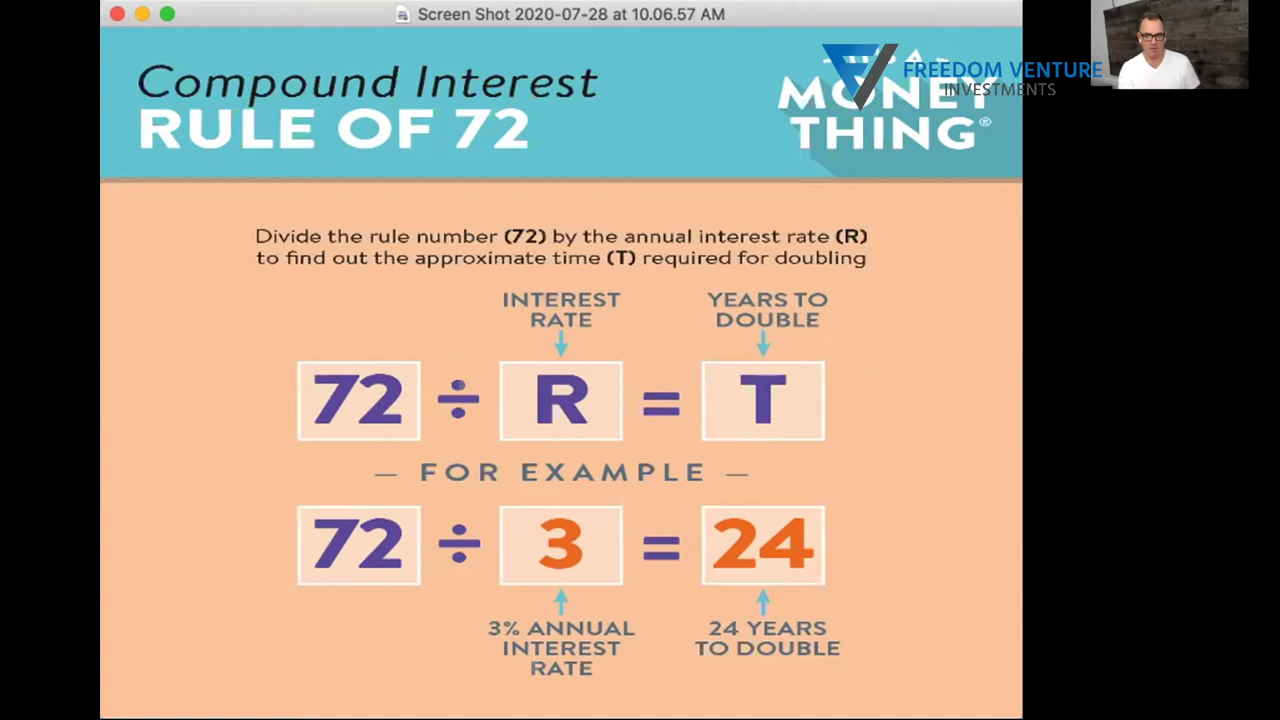 Screen Shot 2020-07-28 at 10.06.57 AM
Compound Interest
RULE OF 72
FREEDOM VENTURE
INVESTMENTS
MONEY
THING®
Divide the rule number (72) by the annual interest rate (R)
to find out the approximate time (T) required for doubling
INTEREST
RATE
YEARS TO
DOUBLE
72 ÷ R = T
— FOR EXAMPLE —
72 ÷ 3 = 24
3% ANNUAL
INTEREST
RATE
24 YEARS
TO DOUBLE